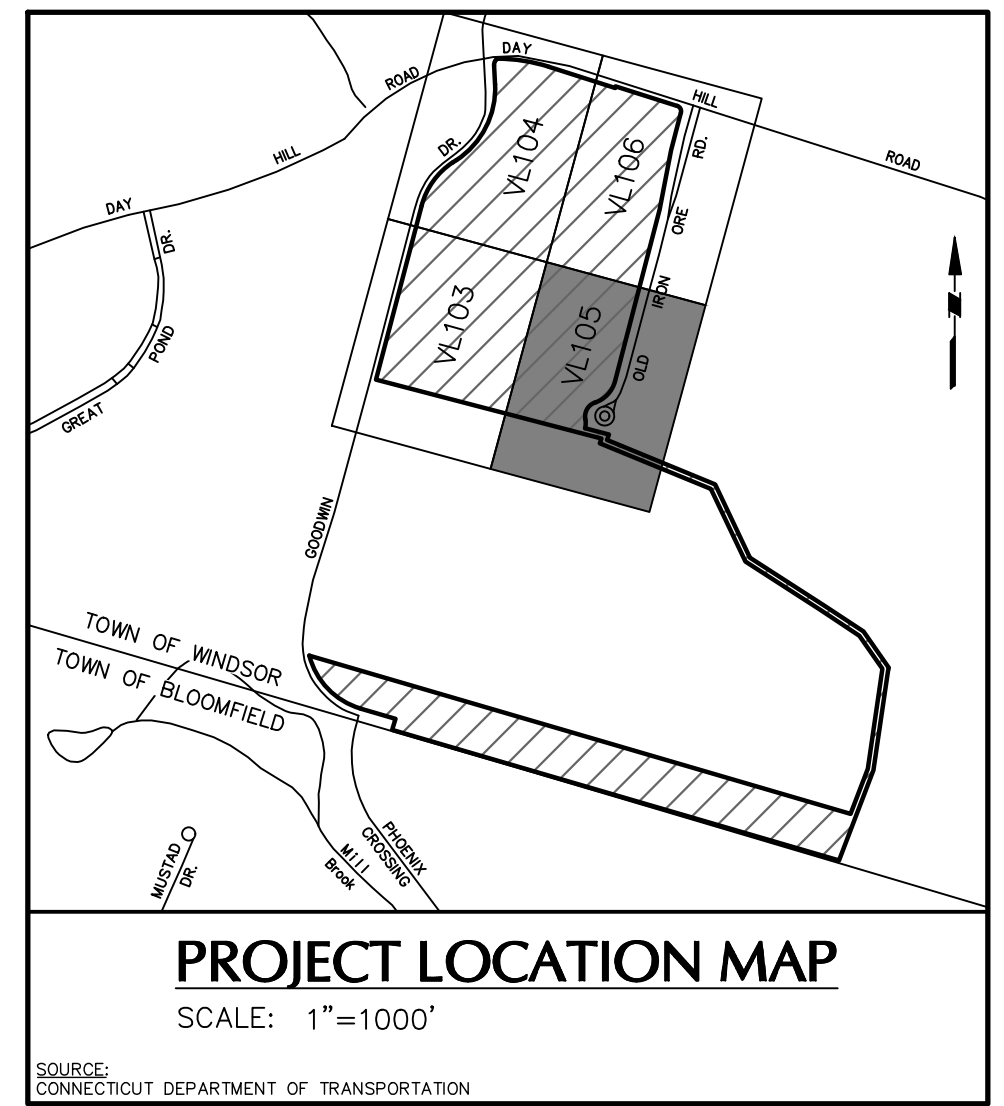 DAY
HILL
ROAD
DAY
HILL
ROAD
DR.
VL104
VL106
RD.
ORE
IRON
OLD
DR.
POND
GREAT
VL103
VL105
N
GOODWIN
TOWN OF WINDSOR
TOWN OF BLOOMFIELD
PHOENIX
CROSSING
Mill
Brook
MUSTAD
DR.
PROJECT LOCATION MAP
SCALE: 1"=1000'
SOURCE:
CONNECTICUT DEPARTMENT OF TRANSPORTATION